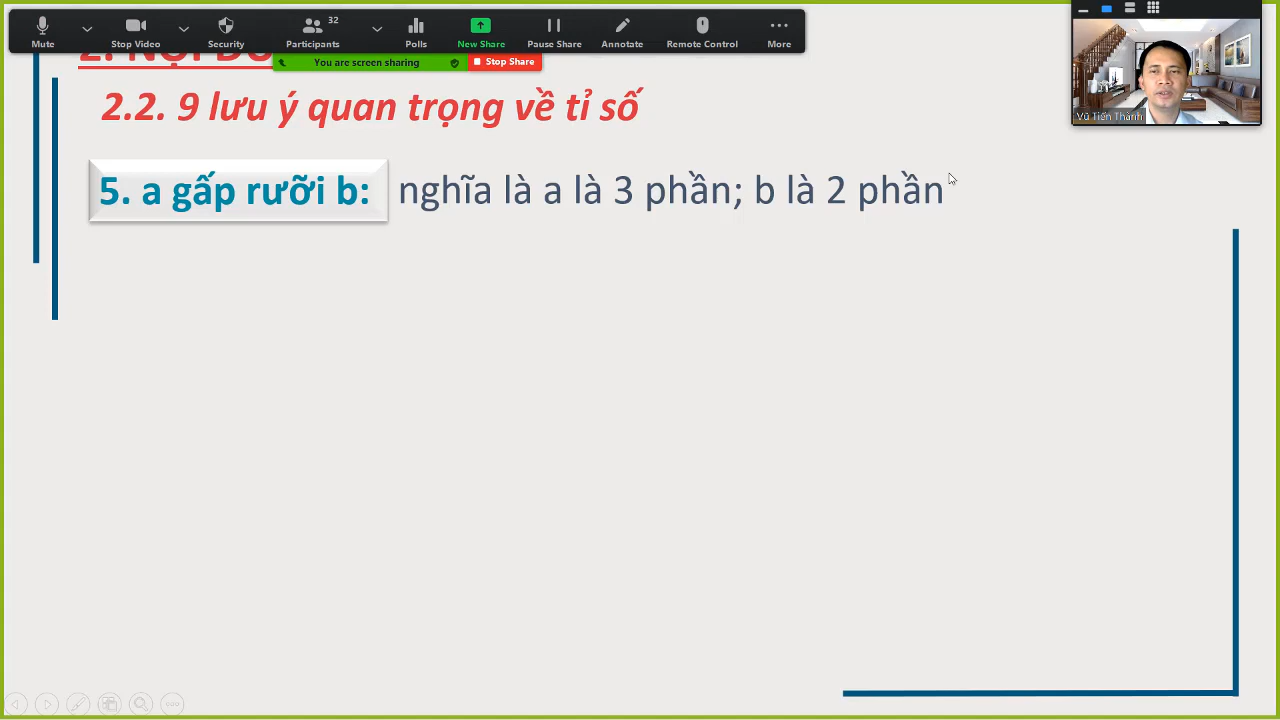 32
Mute
Stop Video
Security
Participants
Polls
New Share
Pause Share
Annotate
Remote Control
More
You are screen sharing
Stop Share
Vũ Tiến Thành
2.2. 9 lưu ý quan trọng về tỉ số
5. a gấp rưỡi b: nghĩa là a là 3 phần; b là 2 phần